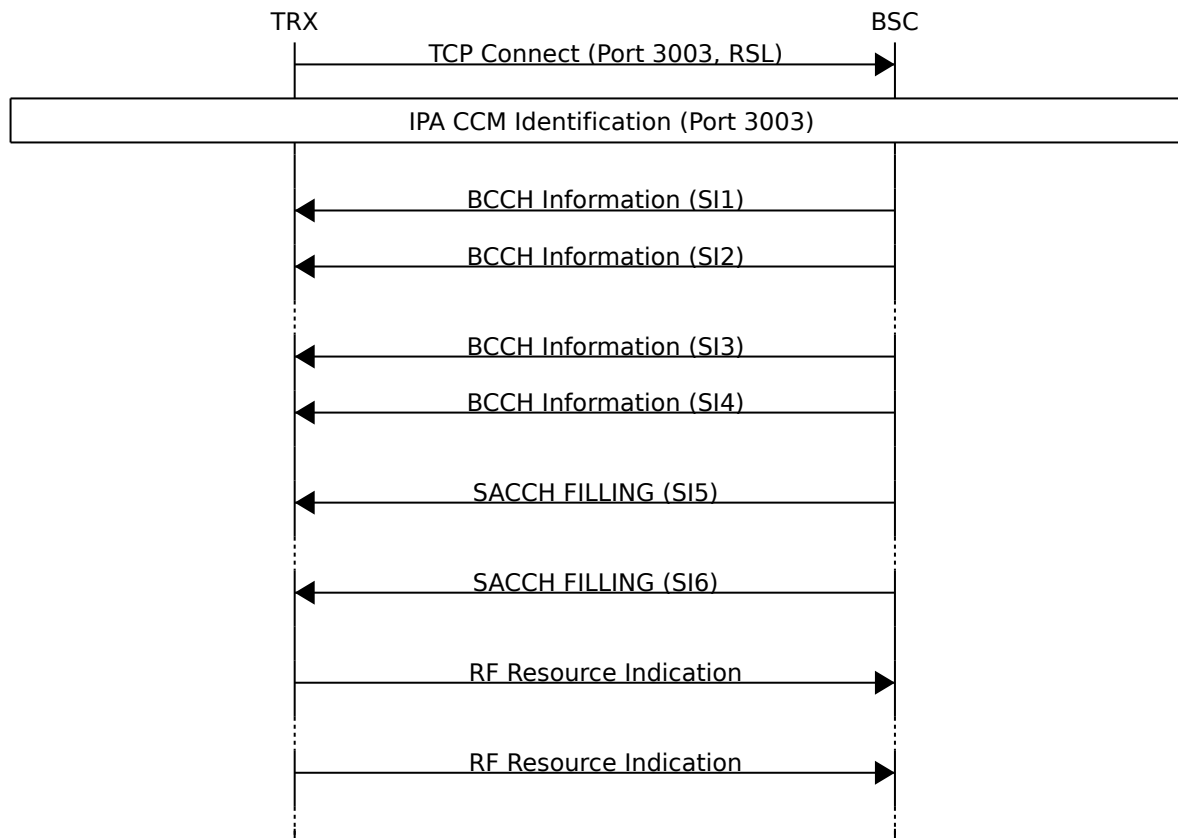 TRX BSC
TCP Connect (Port 3003, RSL)
IPA CCM Identification (Port 3003)
BCCH Information (SI1)
BCCH Information (SI2)
BCCH Information (SI3)
BCCH Information (SI4)
SACCH FILLING (SI5)
SACCH FILLING (SI6)
RF Resource Indication
RF Resource Indication